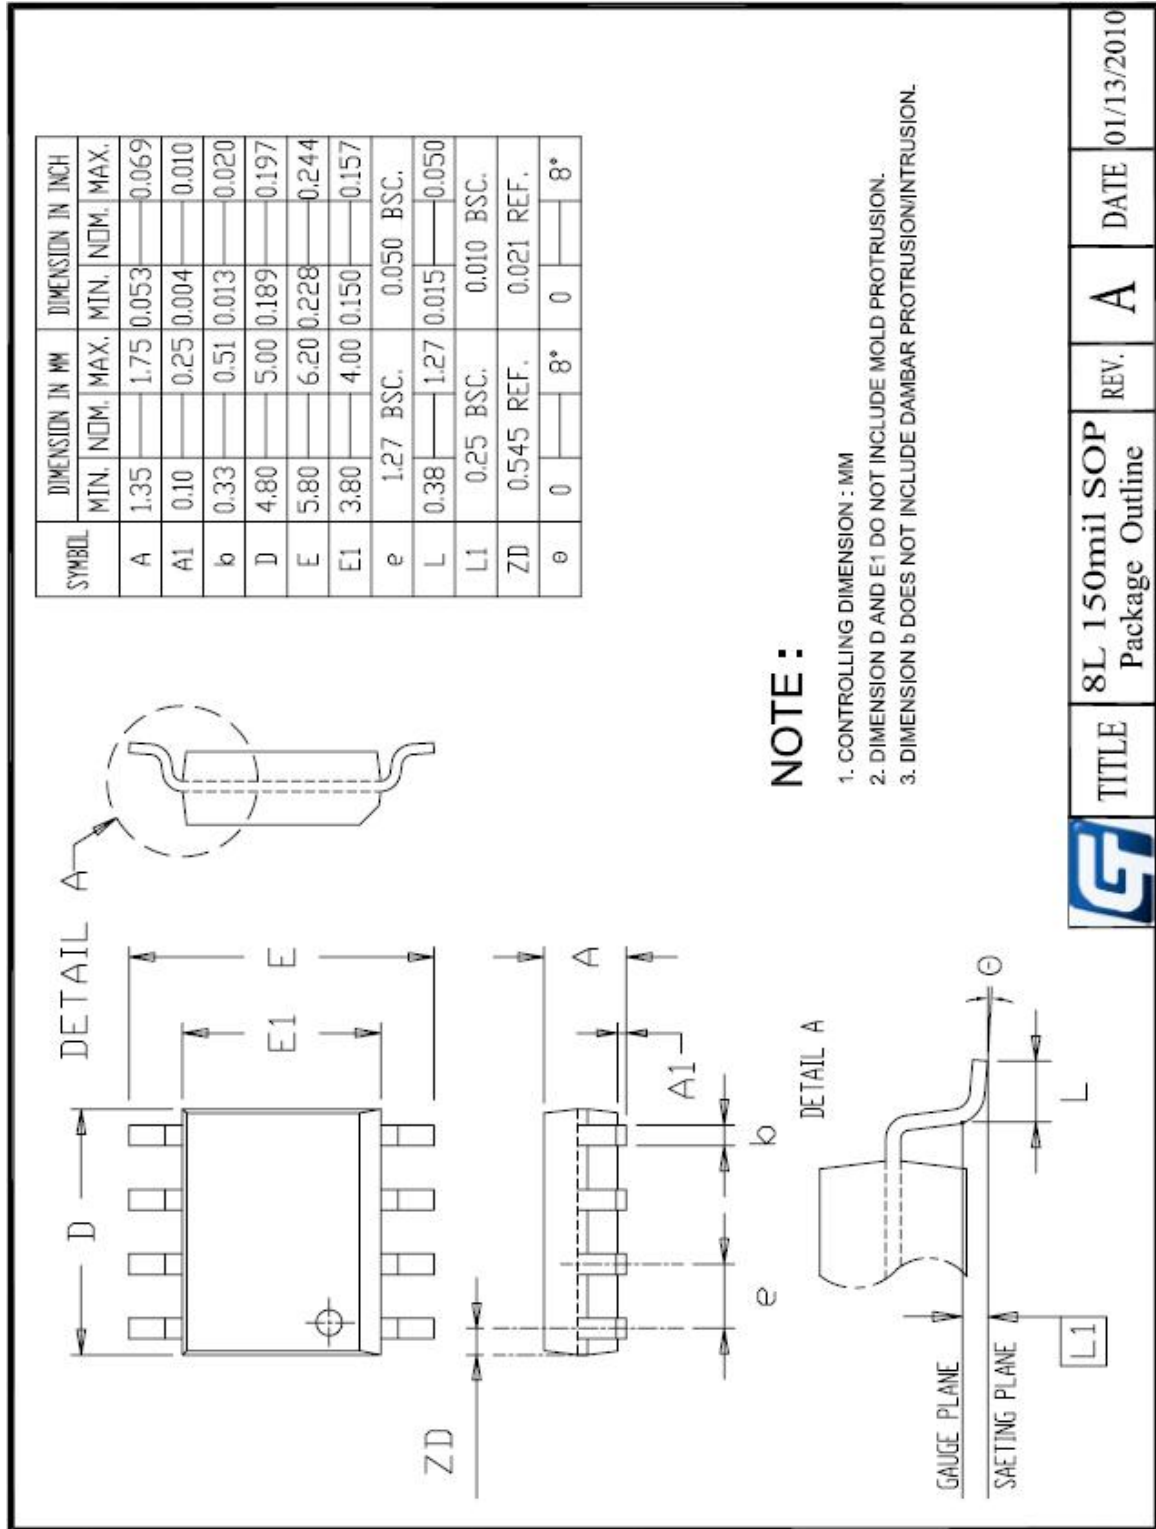 DETAIL A
D
E1
E
ZD
A
A1
e
b
DETAIL A
GAUGE PLANE
SAETING PLANE
L1
L
Θ
SYMBOL DIMENSION IN MM DIMENSION IN INCH
MIN. NOM. MAX. MIN. NOM. MAX.
A 1.35 — 1.75 0.053 — 0.069
A1 0.10 — 0.25 0.004 — 0.010
b 0.33 — 0.51 0.013 — 0.020
D 4.80 — 5.00 0.189 — 0.197
E 5.80 — 6.20 0.228 — 0.244
E1 3.80 — 4.00 0.150 — 0.157
e 1.27 BSC. 0.050 BSC.
L 0.38 — 1.27 0.015 — 0.050
L1 0.25 BSC. 0.010 BSC.
ZD 0.545 REF. 0.021 REF.
Θ 0 — 8° 0 — 8°
NOTE :
1. CONTROLLING DIMENSION : MM
2. DIMENSION D AND E1 DO NOT INCLUDE MOLD PROTRUSION.
3. DIMENSION b DOES NOT INCLUDE DAMBAR PROTRUSION/INTRUSION.
GT
TITLE
8L 150mil SOP
Package Outline
REV.
A
DATE
01/13/2010